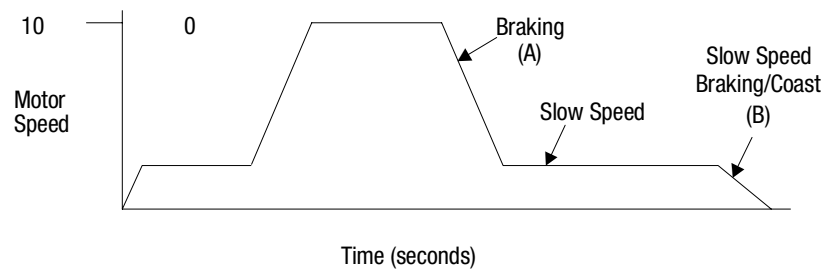 10 0
Braking
(A)
Slow Speed
Braking/Coast
(B)
Motor
Speed
Slow Speed
Time (seconds)